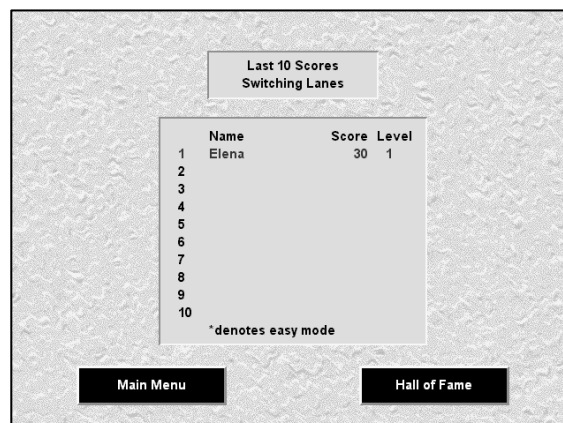 Last 10 Scores
Switching Lanes
Name Score Level
1 Elena 30 1
2
3
4
5
6
7
8
9
10
*denotes easy mode
Main Menu Hall of Fame